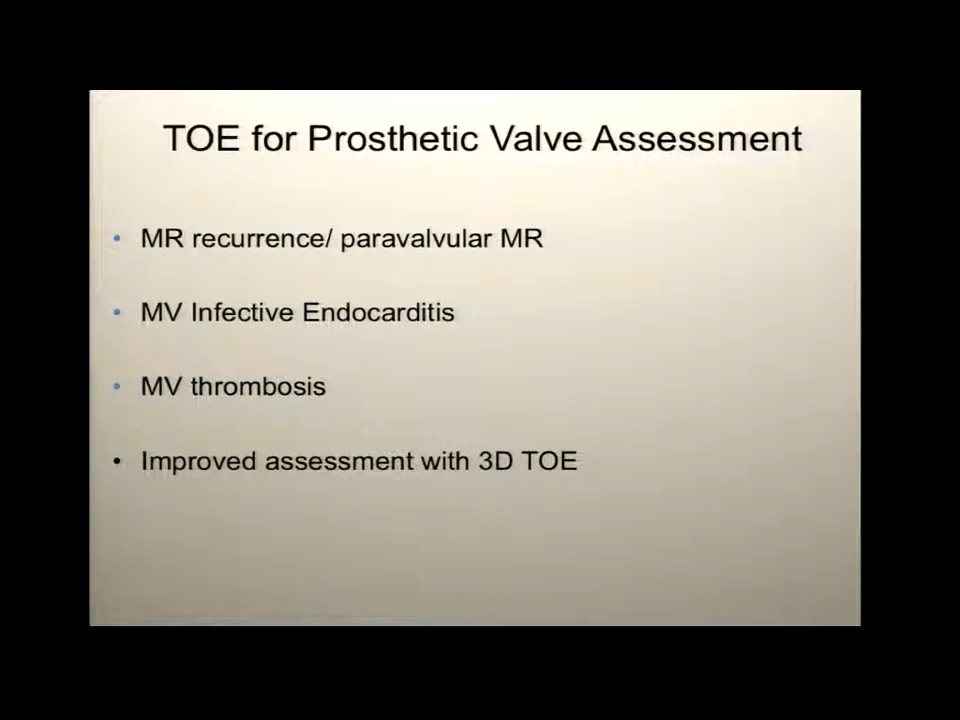 TOE for Prosthetic Valve Assessment
• MR recurrence/ paravalvular MR
• MV Infective Endocarditis
• MV thrombosis
• Improved assessment with 3D TOE